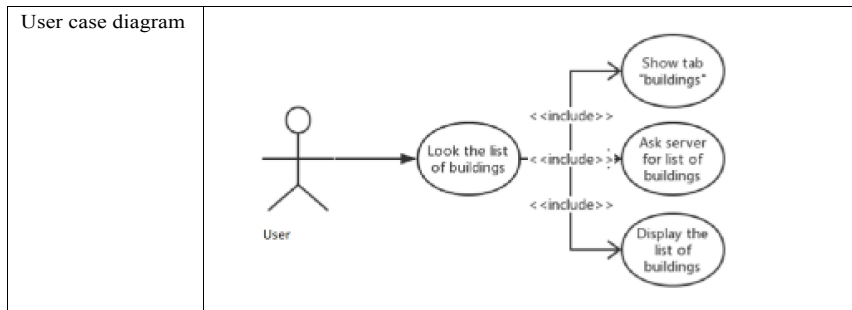 User case diagram
Show tab
"buildings"
<<include>>
Look the list
of buildings
<<include>>
Ask server
for list of
buildings
<<include>>
Display the
list of
buildings
User